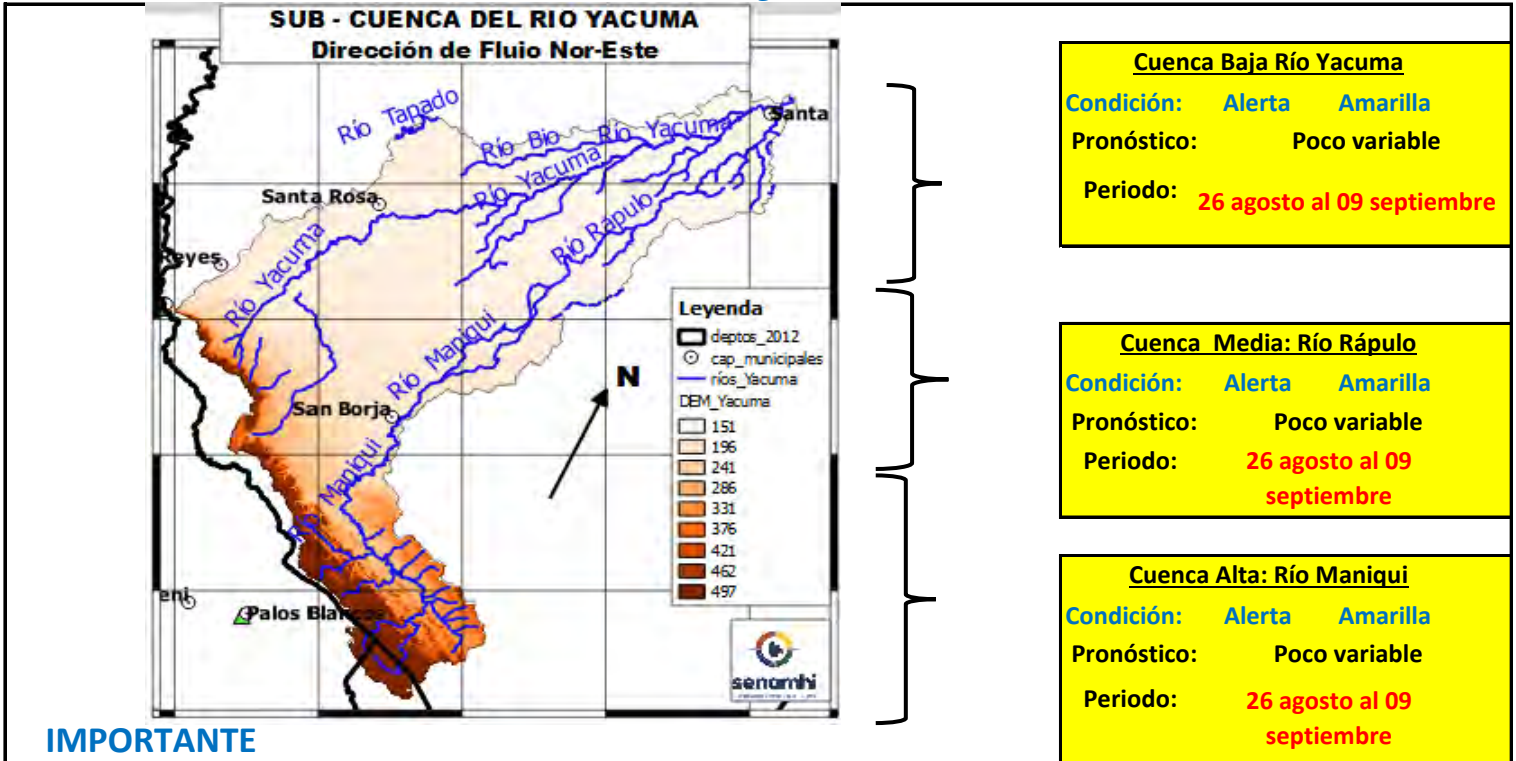 SUB - CUENCA DEL RIO YACUMA
Dirección de Flujo Nor-Este
Río Tapado
Río Bio
Río Yacuma
Santa
Río Yacuma
Santa Rosa
Río Rápulo
Reyes
Río Yacuma
Río Maniqui
San Borja
Río Maniqui
eni
Palos Blancos
N
Leyenda
deptos_2012
cap_municipales
ríos_Yacuma
DEM_Yacuma
151
196
241
286
331
376
421
462
497
senamhi
Cuenca Baja Río Yacuma
Condición: Alerta Amarilla
Pronóstico: Poco variable
Periodo: 26 agosto al 09 septiembre
Cuenca Media: Río Rápulo
Condición: Alerta Amarilla
Pronóstico: Poco variable
Periodo: 26 agosto al 09
septiembre
Cuenca Alta: Río Maniqui
Condición: Alerta Amarilla
Pronóstico: Poco variable
Periodo: 26 agosto al 09
septiembre
IMPORTANTE